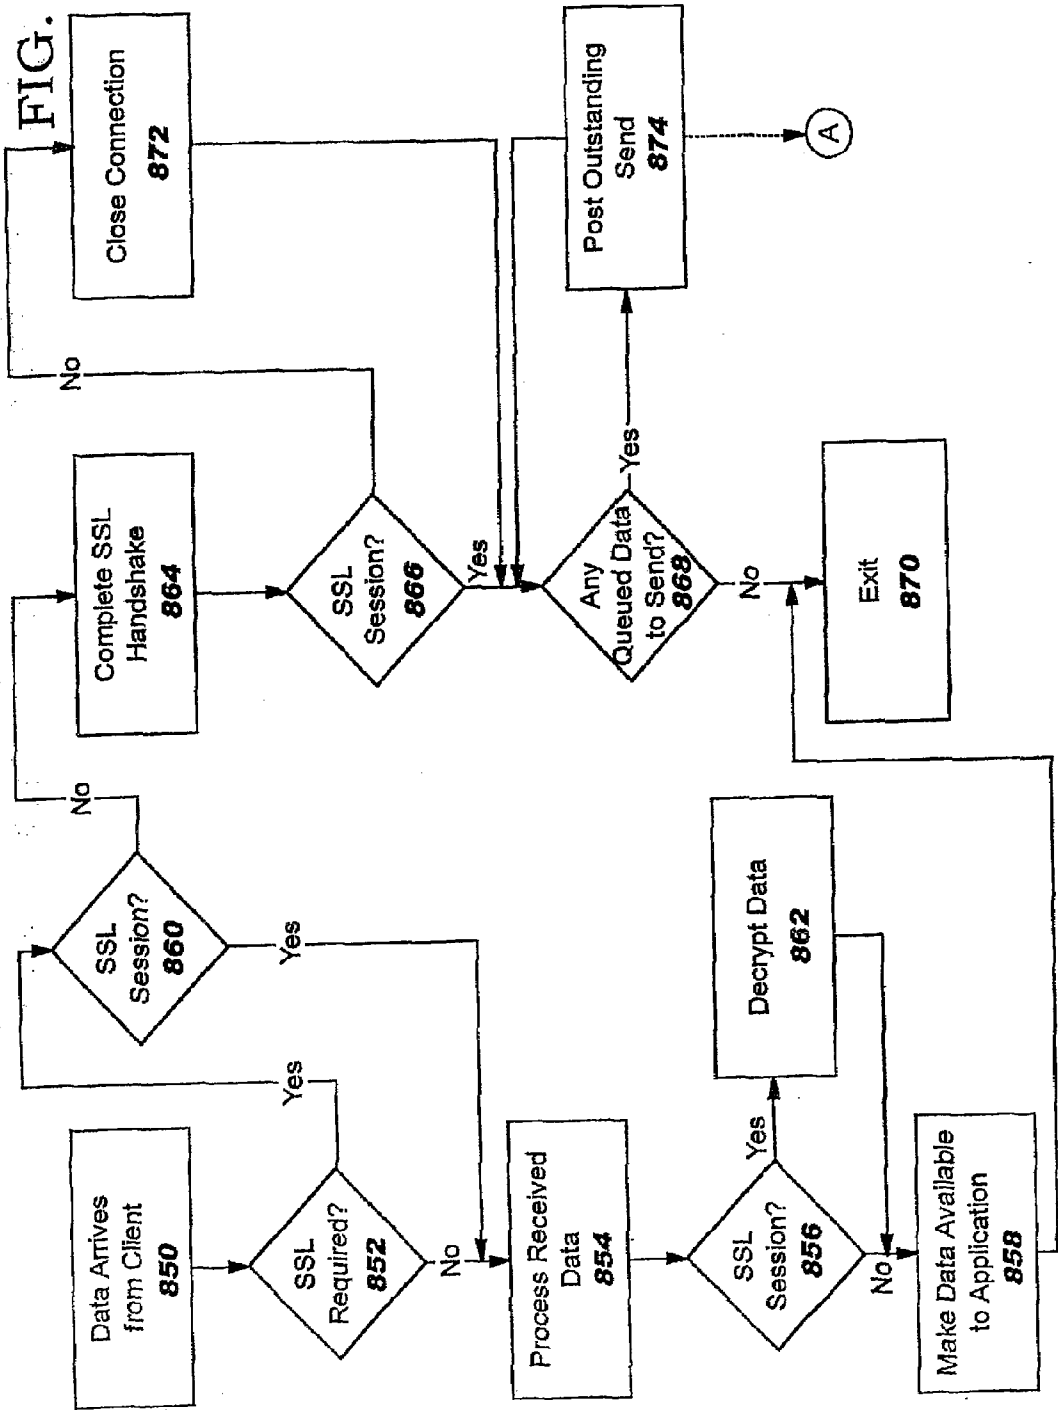 FIG.
Data Arrives
from Client
850
SSL
Required?
852
Yes
No
SSL
Session?
860
No
Yes
Process Received
Data
854
SSL
Session?
856
Yes
No
Decrypt Data
862
Make Data Available
to Application
858
Complete SSL
Handshake
864
SSL
Session?
866
No
Yes
Close Connection
872
Any
Queued Data
to Send?
868
Yes
No
Post Outstanding
Send
874
A
Exit
870